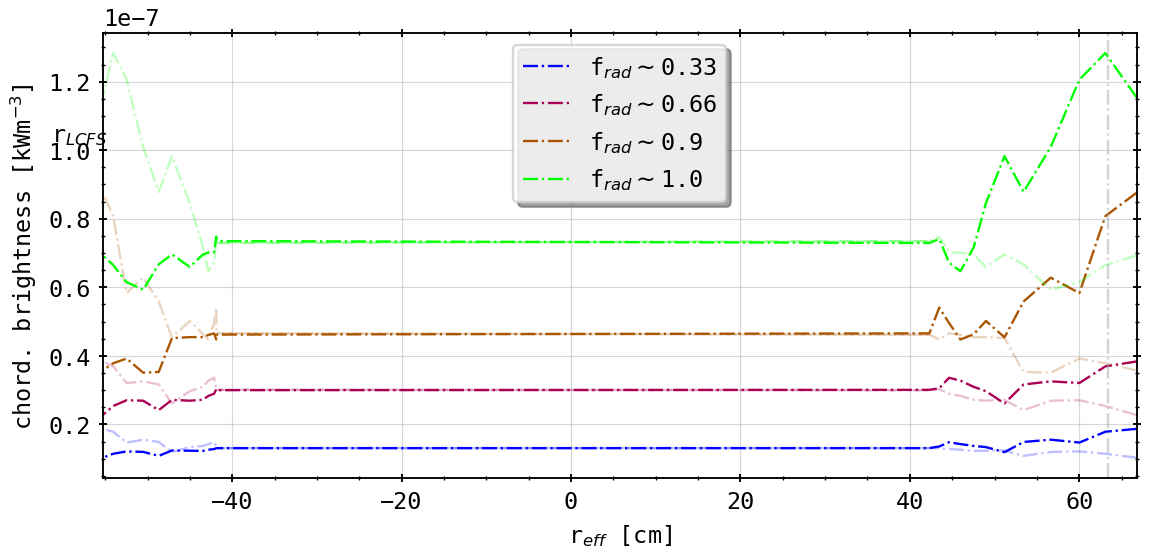 1e−7
f_rad ~ 0.33
f_rad ~ 0.66
f_rad ~ 0.9
f_rad ~ 1.0
r_LCFS
1.2
1.0
0.8
0.6
0.4
0.2
chord. brightness [kWm⁻³]
−40 −20 0 20 40 60
r_eff [cm]